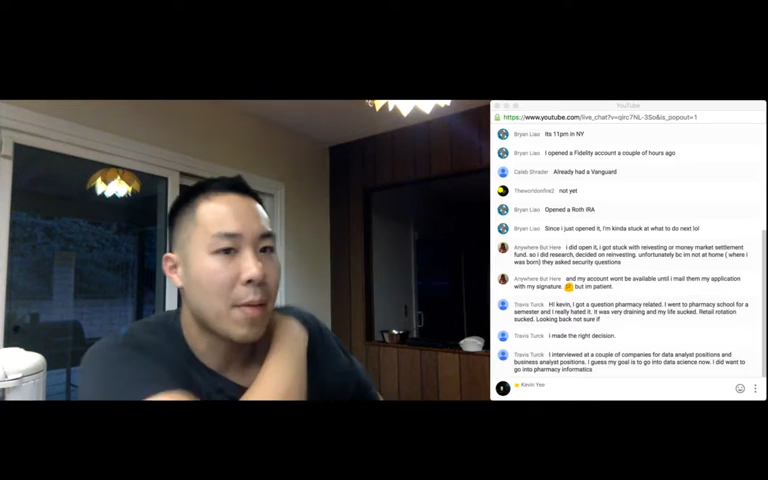 YouTube
https://www.youtube.com/live_chat?v=qirc7NL-3So&is_popout=1
Bryan Liao Its 11pm in NY
Bryan Liao I opened a Fidelity account a couple of hours ago
Caleb Shrader Already had a Vanguard
Theworldonfire2 not yet
Bryan Liao Opened a Roth IRA
Bryan Liao Since i just opened it, I'm kinda stuck at what to do next lol
Anywhere But Here i did open it, i got stuck with reivesting or money market settlement
fund. so i did research, decided on reinvesting. unfortunately bc im not at home ( where i
was born) they asked security questions
Anywhere But Here and my account wont be available until i mail them my application
with my signature. but im patient.
Travis Turck HI kevin, I got a question pharmacy related. I went to pharmacy school for a
semester and I really hated it. It was very draining and my life sucked. Retail rotation
sucked. Looking back not sure if
Travis Turck i made the right decision.
Travis Turck I interviewed at a couple of companies for data analyst positions and
business analyst positions. I guess my goal is to go into data science now. I did want to
go into pharmacy informatics
Kevin Yee